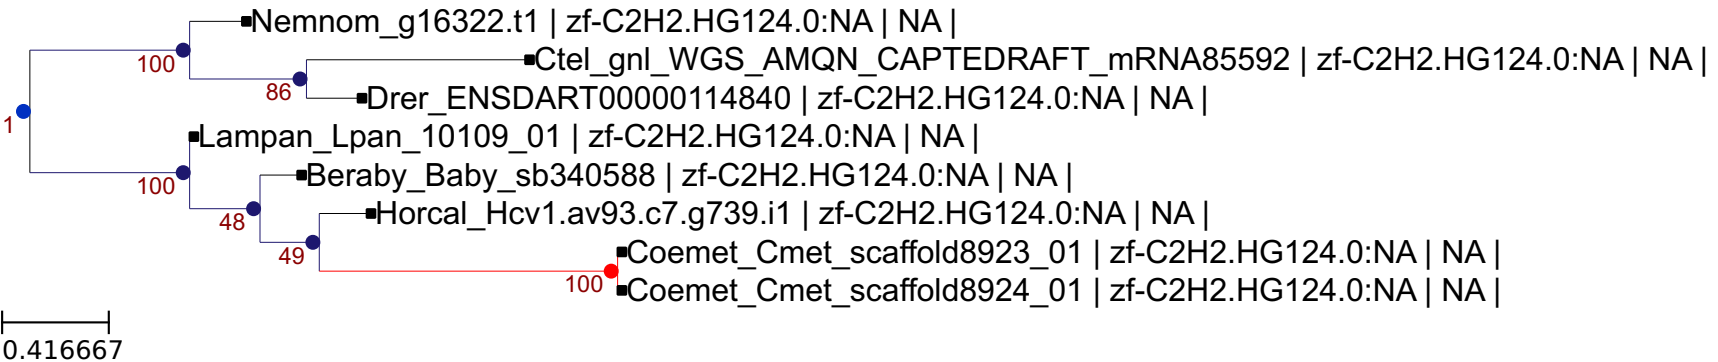 Nemnom_g16322.t1 | zf-C2H2.HG124.0:NA | NA |
100
Ctel_gnl_WGS_AMQN_CAPTEDRAFT_mRNA85592 | zf-C2H2.HG124.0:NA | NA |
86
Drer_ENSDART00000114840 | zf-C2H2.HG124.0:NA | NA |
1
Lampan_Lpan_10109_01 | zf-C2H2.HG124.0:NA | NA |
100
Beraby_Baby_sb340588 | zf-C2H2.HG124.0:NA | NA |
48
Horcal_Hcv1.av93.c7.g739.i1 | zf-C2H2.HG124.0:NA | NA |
49
Coemet_Cmet_scaffold8923_01 | zf-C2H2.HG124.0:NA | NA |
100
Coemet_Cmet_scaffold8924_01 | zf-C2H2.HG124.0:NA | NA |
0.416667